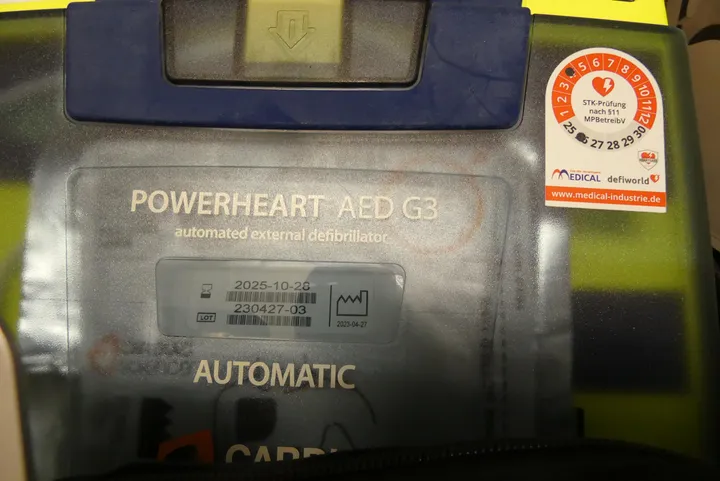 1 2 3 5 6 7 8 9 10 11 12
STK-Prüfung
nach §11
MPBetreibV
25 27 28 29 30
MEDICAL defiworld
www.medical-industrie.de
POWERHEART AED G3
automated external defibrillator
2025-10-28
LOT 230427-03
2023-04-27
AUTOMATIC